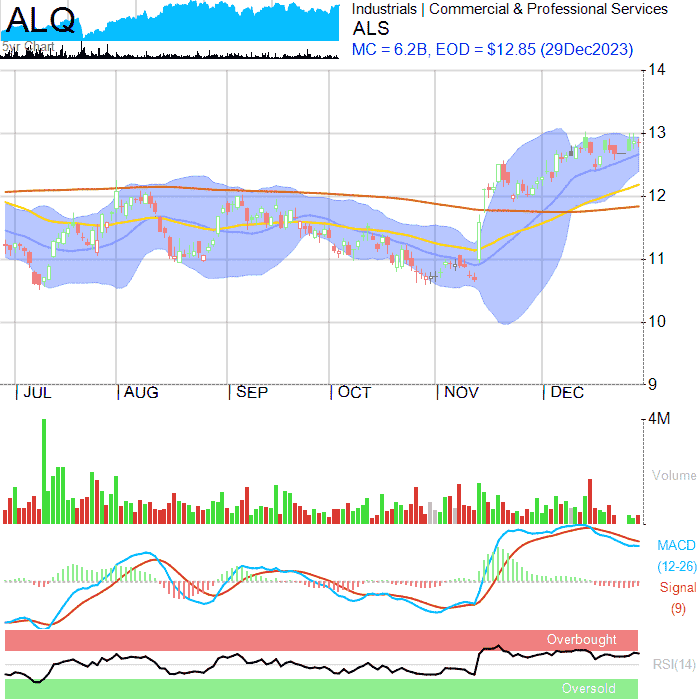 ALQ
5yr Chart
Industrials | Commercial & Professional Services
ALS
MC = 6.2B, EOD = $12.85 (29Dec2023)
14
13
12
11
10
9
JUL AUG SEP OCT NOV DEC
4M
Volume
MACD
(12-26)
Signal
(9)
Overbought
RSI(14)
Oversold